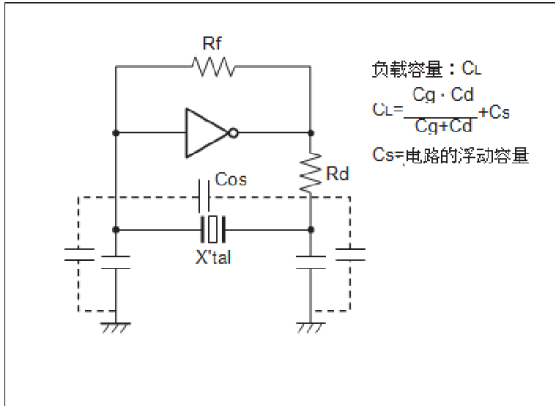 Rf
负载容量：CL
CL=Cg · Cd/Cg+Cd+Cs
Cs=电路的浮动容量
Rd
Cos
X'tal